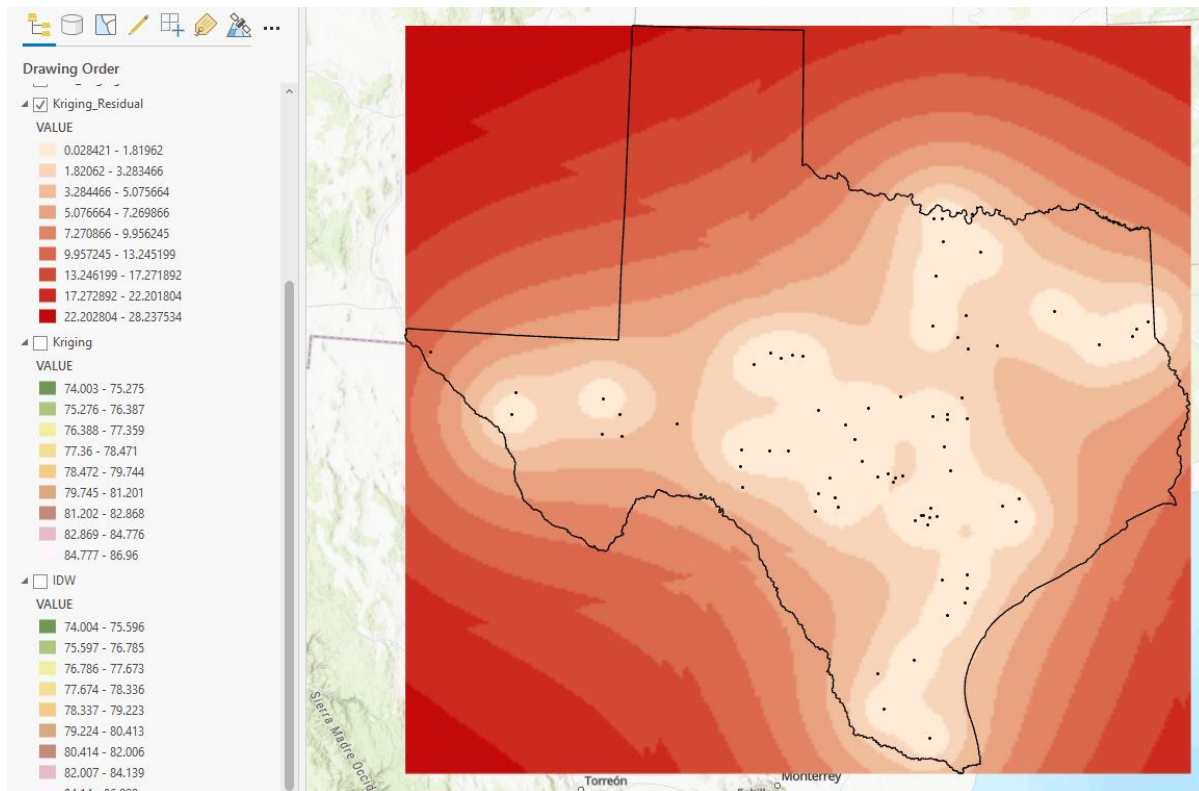 Drawing Order
Kriging_Residual
VALUE
0.028421 - 1.81962
1.82062 - 3.283466
3.284466 - 5.075664
5.076664 - 7.269866
7.270866 - 9.956245
9.957245 - 13.245199
13.246199 - 17.271892
17.272892 - 22.201804
22.202804 - 28.237534
Kriging
VALUE
74.003 - 75.275
75.276 - 76.387
76.388 - 77.359
77.36 - 78.471
78.472 - 79.744
79.745 - 81.201
81.202 - 82.868
82.869 - 84.776
84.777 - 86.96
IDW
VALUE
74.004 - 75.596
75.597 - 76.785
76.786 - 77.673
77.674 - 78.336
78.337 - 79.223
79.224 - 80.413
80.414 - 82.006
82.007 - 84.139
Sierra Madre Occid
Torreón
Monterrey